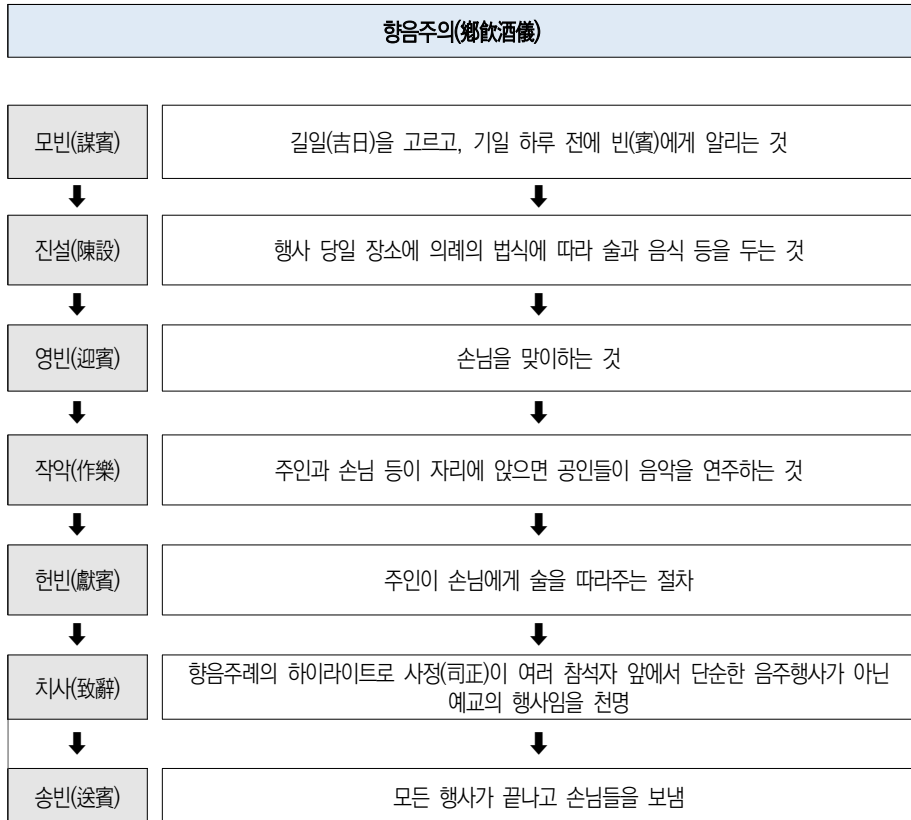 향음주의(鄕飮酒儀)
모빈(謀賓)
길일(吉日)을 고르고, 기일 하루 전에 빈(賓)에게 알리는 것
진설(陳設)
행사 당일 장소에 의례의 법식에 따라 술과 음식 등을 두는 것
영빈(迎賓)
손님을 맞이하는 것
작악(作樂)
주인과 손님 등이 자리에 앉으면 공인들이 음악을 연주하는 것
헌빈(獻賓)
주인이 손님에게 술을 따라주는 절차
치사(致辭)
향음주례의 하이라이트로 사정(司正)이 여러 참석자 앞에서 단순한 음주행사가 아닌
예교의 행사임을 천명
송빈(送賓)
모든 행사가 끝나고 손님들을 보냄